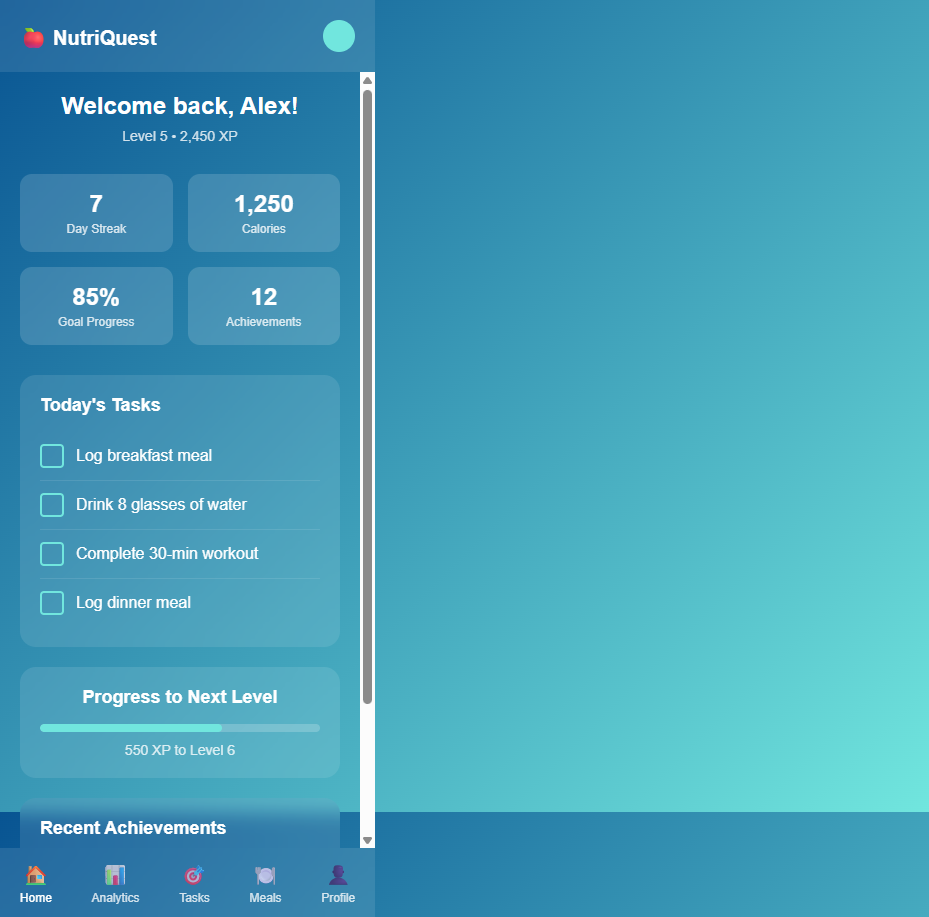 NutriQuest
Welcome back, Alex!
Level 5 • 2,450 XP
7
Day Streak
1,250
Calories
85%
Goal Progress
12
Achievements
Today's Tasks
Log breakfast meal
Drink 8 glasses of water
Complete 30-min workout
Log dinner meal
Progress to Next Level
550 XP to Level 6
Recent Achievements
Home
Analytics
Tasks
Meals
Profile